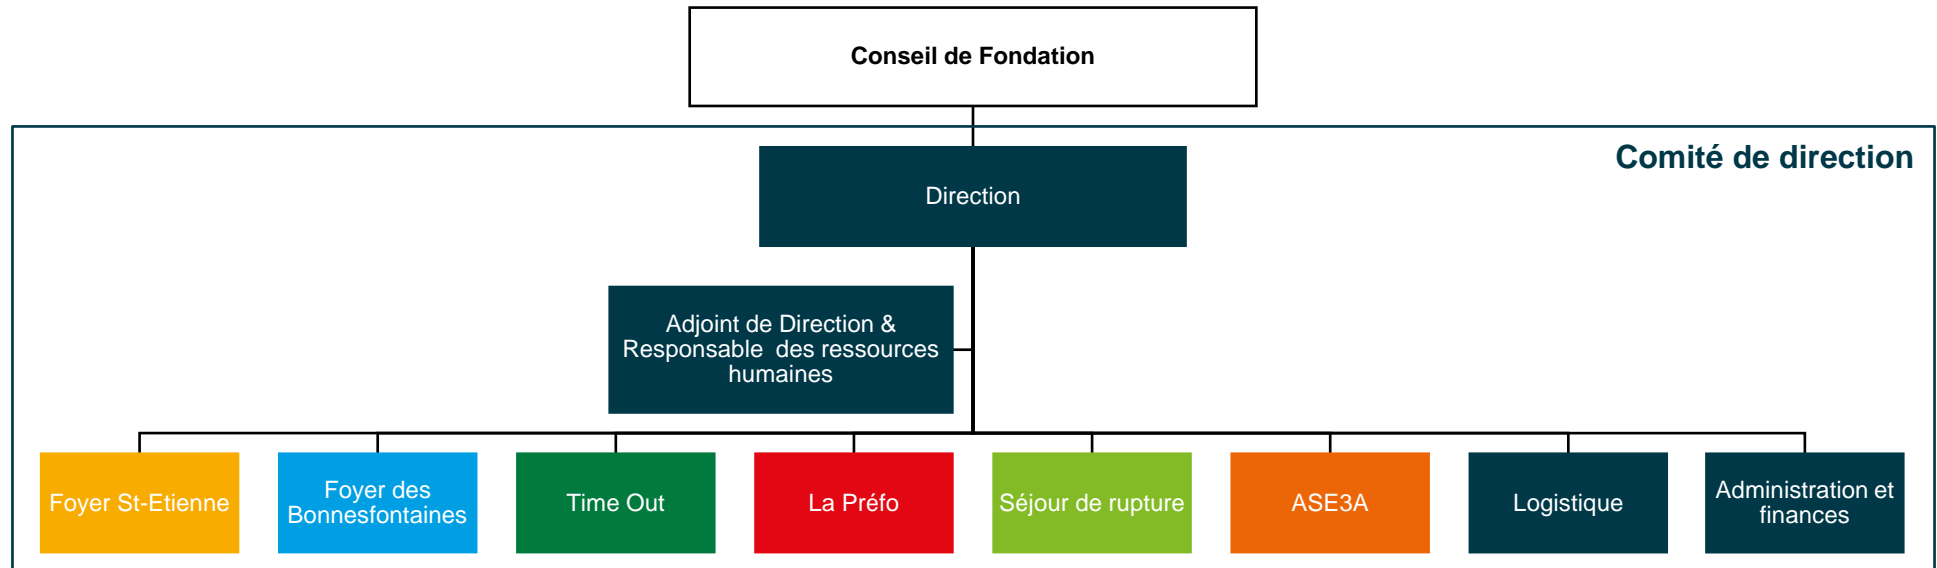 Conseil de Fondation
Comité de direction
Direction
Adjoint de Direction &
Responsable  des ressources
humaines
Foyer St-Etienne
Foyer des
Bonnesfontaines
Time Out
La Préfo
Séjour de rupture
ASE3A
Logistique
Administration et
finances